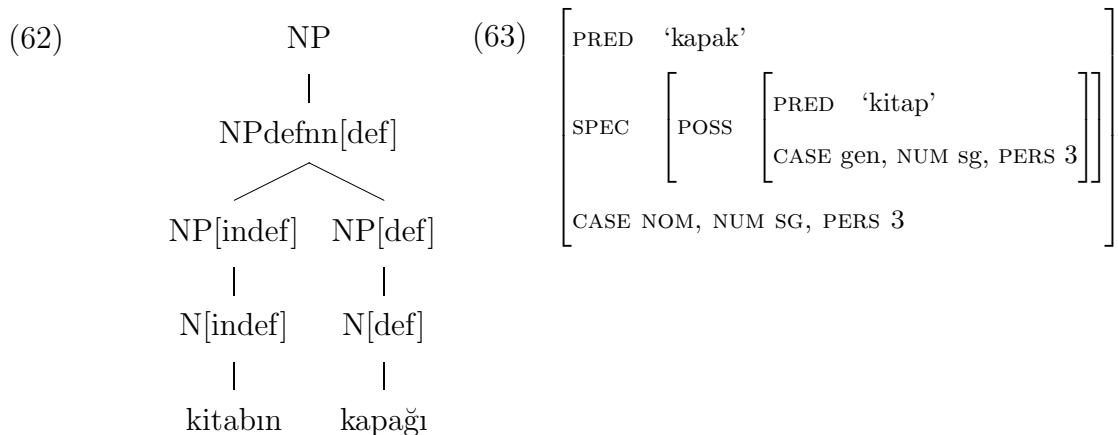 (62) NP (63)
NPdefnn[def]
NP[indef] NP[def]
N[indef] N[def]
kitabın kapağı
PRED ‘kapak’
SPEC POSS PRED ‘kitap’
CASE gen, NUM sg, PERS 3
CASE NOM, NUM SG, PERS 3